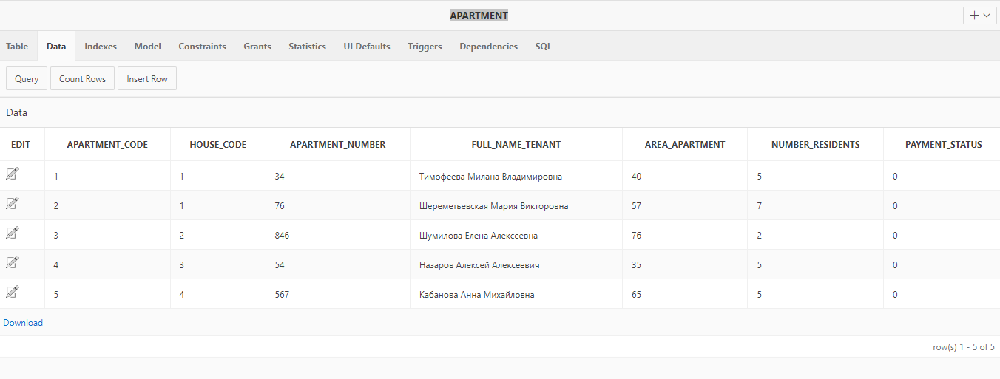 APARTMENT
Table Data Indexes Model Constraints Grants Statistics UI Defaults Triggers Dependencies SQL
Query Count Rows Insert Row
Data
EDIT APARTMENT_CODE HOUSE_CODE APARTMENT_NUMBER FULL_NAME_TENANT AREA_APARTMENT NUMBER_RESIDENTS PAYMENT_STATUS
1 1 34 Тимофеева Милана Владимировна 40 5 0
2 1 76 Шереметьевская Мария Викторовна 57 7 0
3 2 846 Шумилова Елена Алексеевна 76 2 0
4 3 54 Назаров Алексей Алексеевич 35 5 0
5 4 567 Кабанова Анна Михайловна 65 5 0
Download
row(s) 1 - 5 of 5